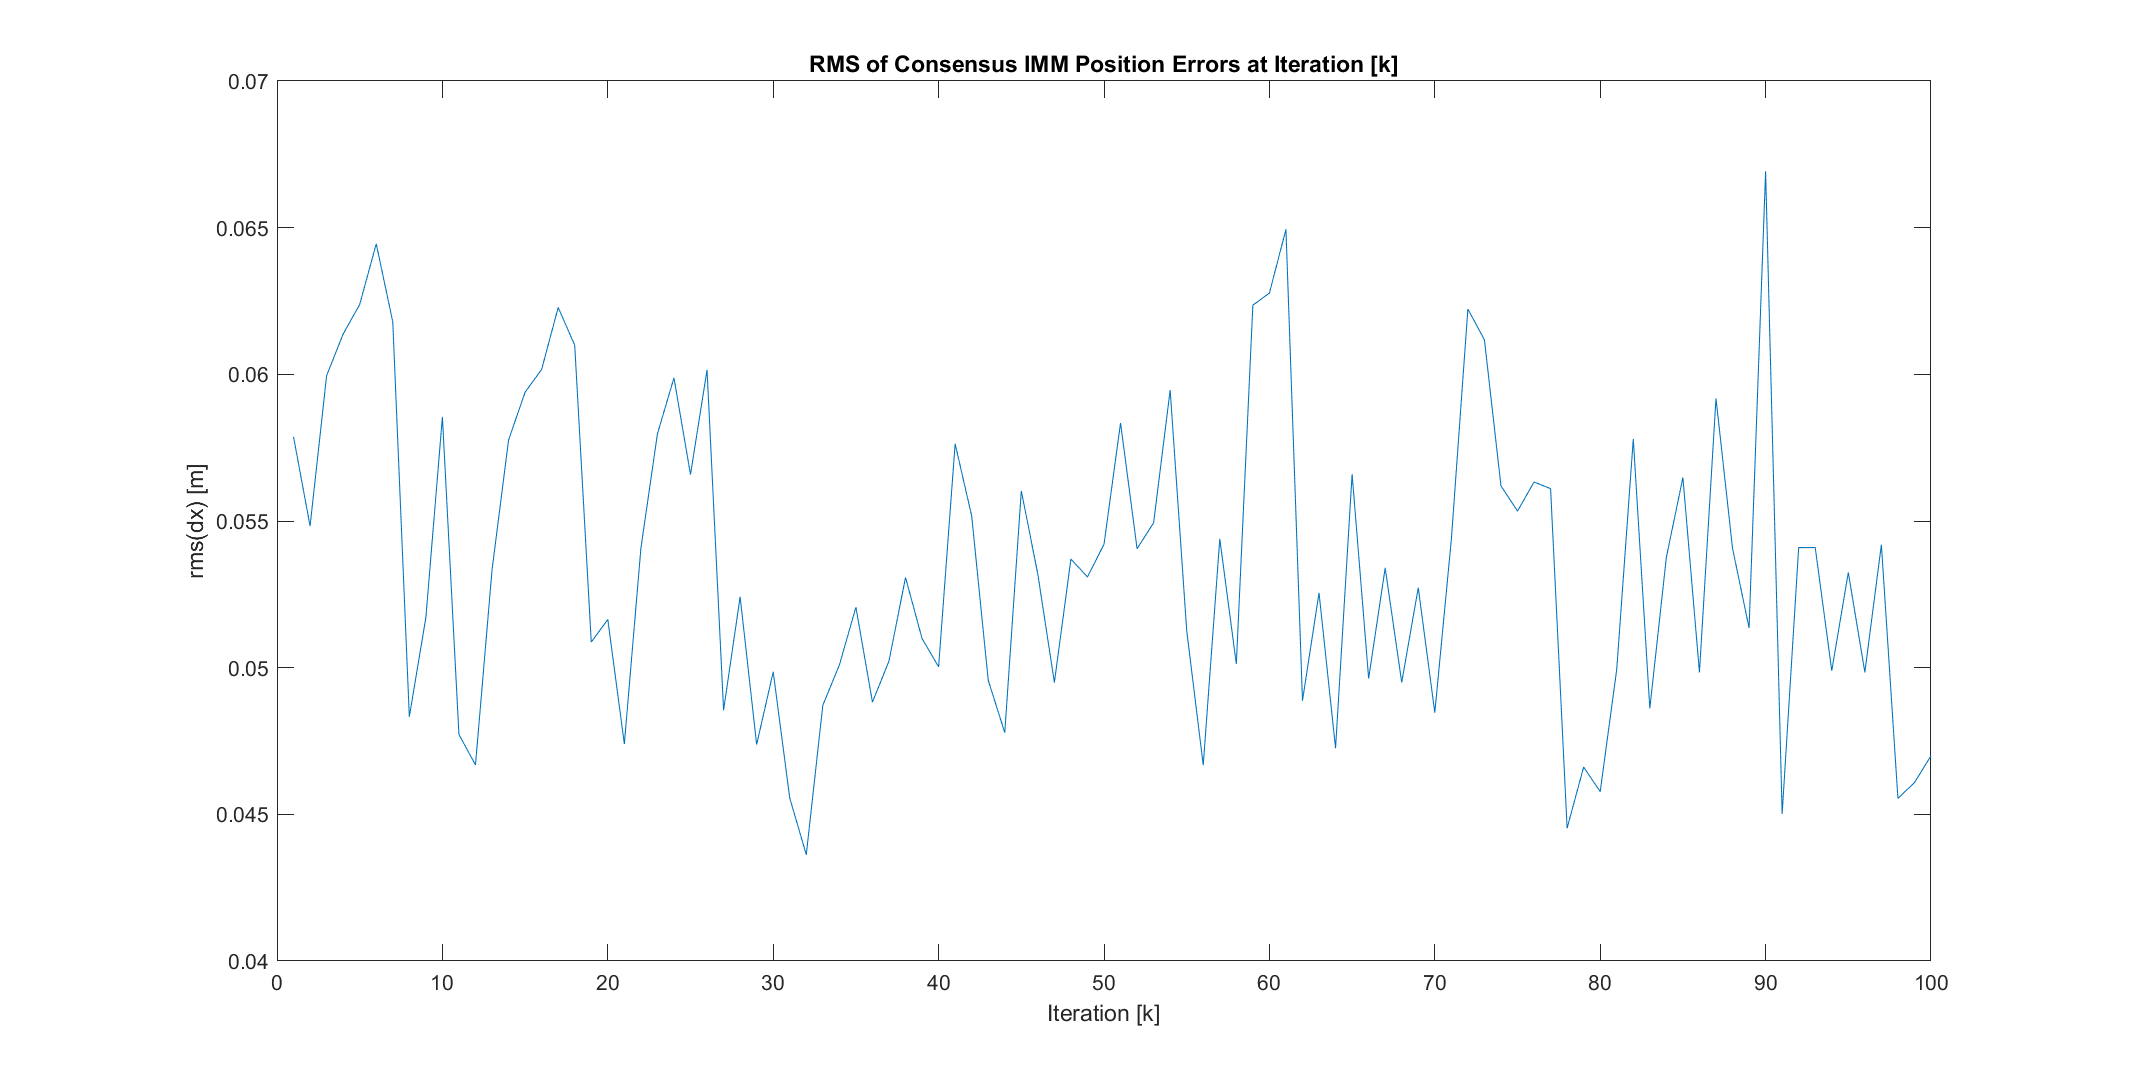 RMS of Consensus IMM Position Errors at Iteration [k]
0.07
0.065
0.06
0.055
0.05
0.045
0.04
rms(dx) [m]
0 10 20 30 40 50 60 70 80 90 100
Iteration [k]